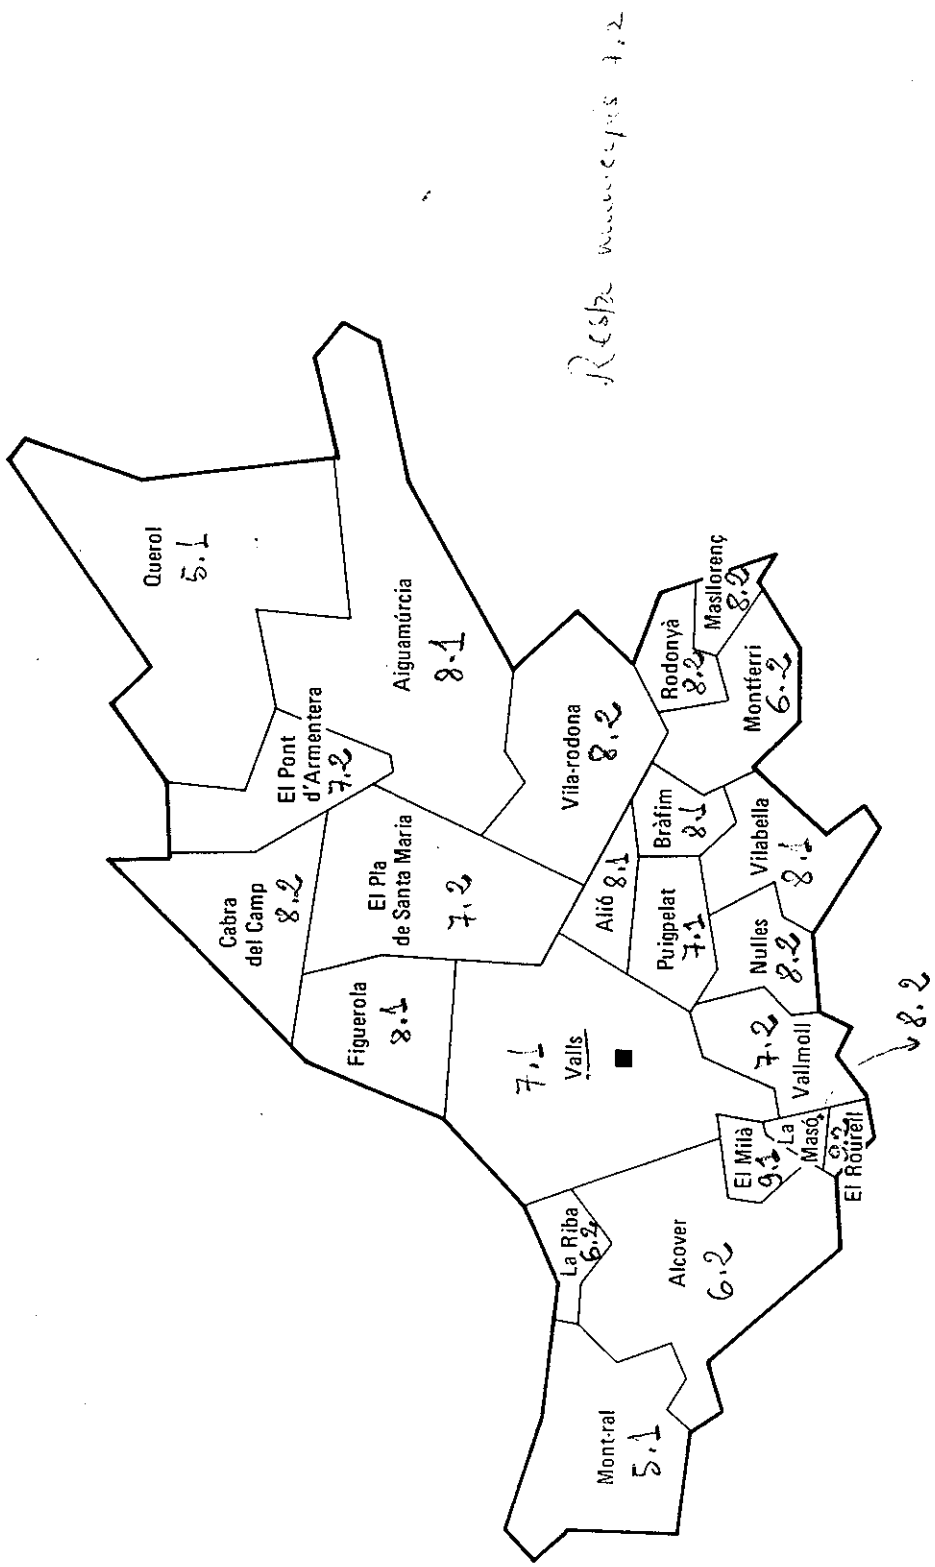 Querol
5.1
Aiguamúrcia
8.1
El Pont
d'Armentera
7.2
Cabra
del Camp
8.2
El Pla
de Santa Maria
7.2
Figuerola
8.1
Vila-rodona
8.2
Rodonyà
8.2
Masllorenç
8.2
Montferri
6.2
Bràfim
8.1
Alió 8.1
Puigpelat
7.1
Vilabella
8.1
Nulles
8.2
Valls
7.1
Vallmoll
7.2
El Milà
9.1
La
Masó
8.2
El Rourell
La Riba
6.2
Alcover
6.2
Mont-ral
5.1
Resta municipis 7.2